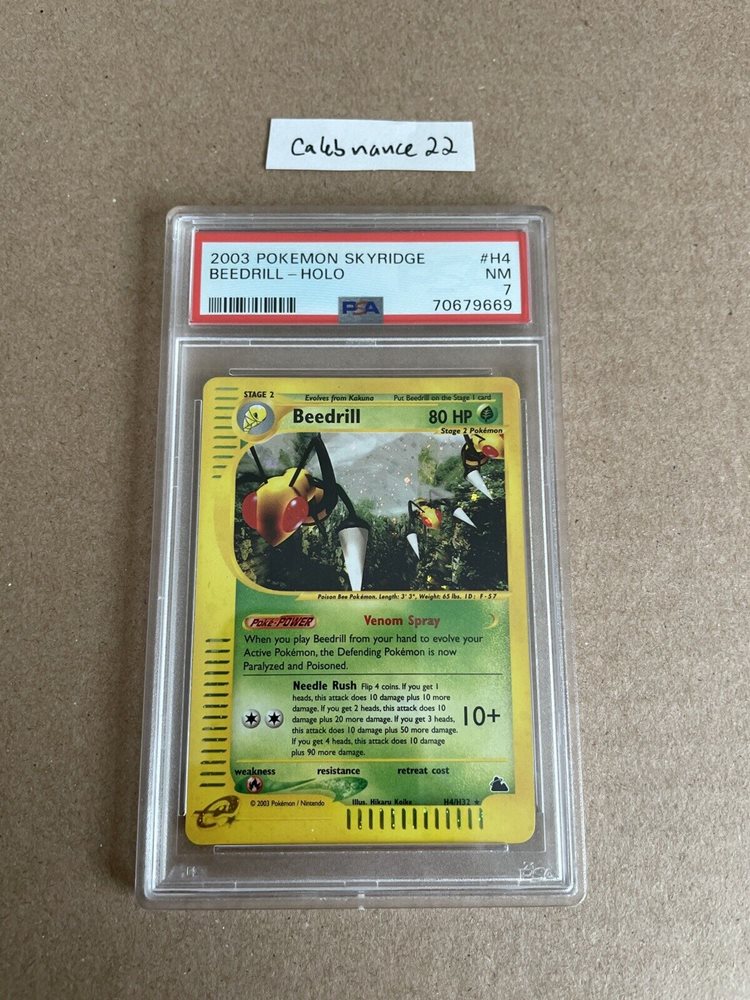 Calebnance 22
2003 POKEMON SKYRIDGE #H4
BEEDRILL – HOLO NM
7
PSA 70679669
STAGE 2 Evolves from Kakuna Put Beedrill on the Stage 1 card
Beedrill 80 HP
Stage 2 Pokémon
Poison Bee Pokémon. Length: 3' 3", Weight: 65 lbs. ID: F-57
POKé-POWER Venom Spray
When you play Beedrill from your hand to evolve your
Active Pokémon, the Defending Pokémon is now
Paralyzed and Poisoned.
Needle Rush Flip 4 coins. If you get 1
heads, this attack does 10 damage plus 10 more
damage. If you get 2 heads, this attack does 10
damage plus 20 more damage. If you get 3 heads, 10+
this attack does 10 damage plus 50 more damage.
If you get 4 heads, this attack does 10 damage
plus 90 more damage.
weakness resistance retreat cost
© 2003 Pokémon / Nintendo Illus. Hikaru Koike H4/H32 ★